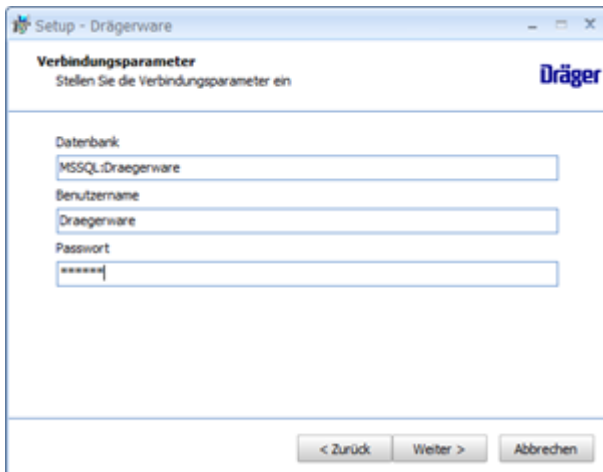 Setup - Drägerware
Verbindungsparameter
Stellen Sie die Verbindungsparameter ein
Dräger
Datenbank
MSSQL:Draegerware
Benutzername
Draegerware
Passwort
******
< Zurück
Weiter >
Abbrechen